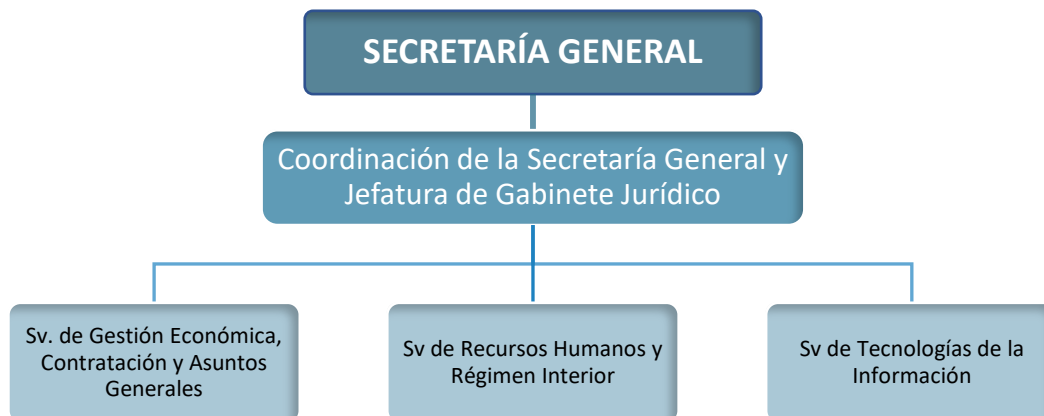 SECRETARÍA GENERAL
Coordinación de la Secretaría General y
Jefatura de Gabinete Jurídico
Sv. de Gestión Económica,
Contratación y Asuntos
Generales
Sv de Recursos Humanos y
Régimen Interior
Sv de Tecnologías de la
Información